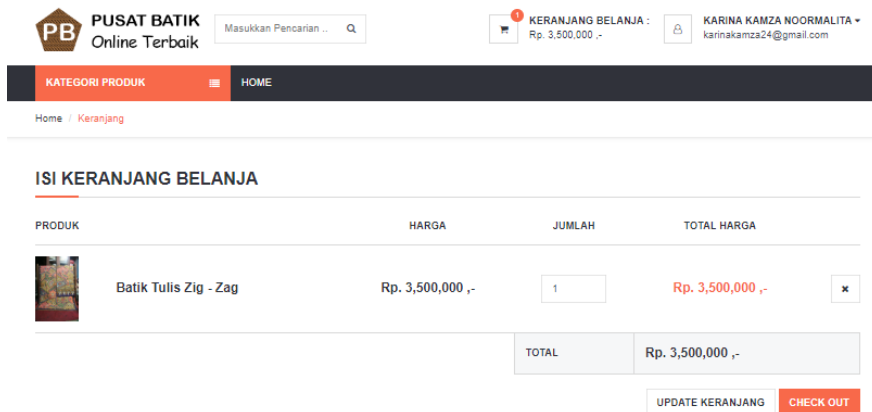 PB
PUSAT BATIK
Online Terbaik
Masukkan Pencarian ..
1
KERANJANG BELANJA :
Rp. 3,500,000 ,-
KARINA KAMZA NOORMALITA
karinakamza24@gmail.com
KATEGORI PRODUK
HOME
Home / Keranjang
ISI KERANJANG BELANJA
PRODUK HARGA JUMLAH TOTAL HARGA
Batik Tulis Zig - Zag Rp. 3,500,000 ,- 1 Rp. 3,500,000 ,-
TOTAL Rp. 3,500,000 ,-
UPDATE KERANJANG CHECK OUT